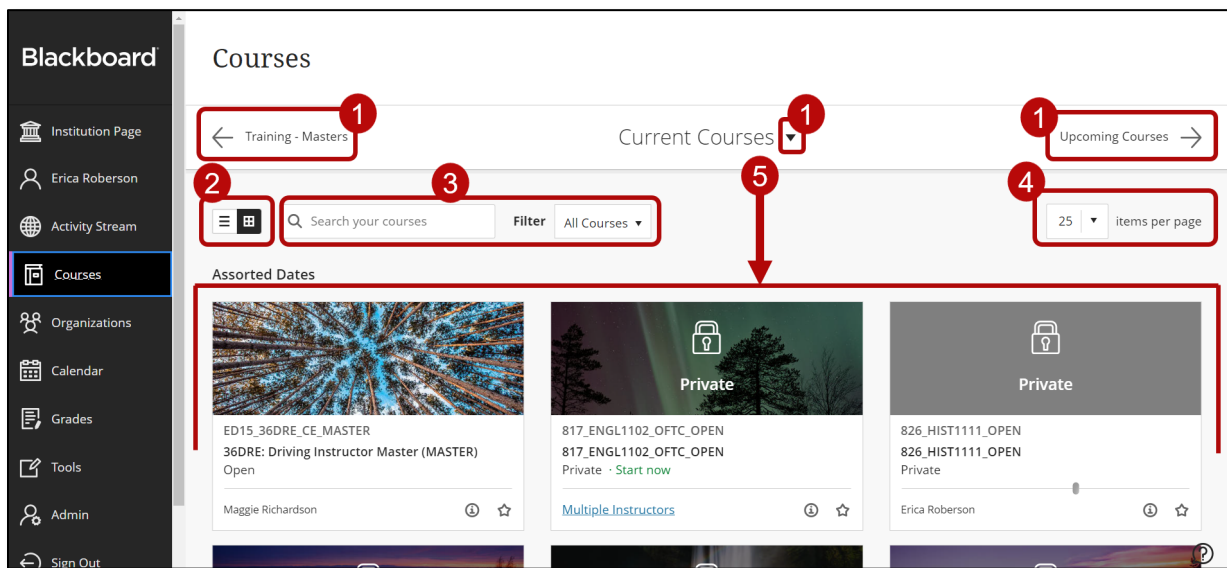 Blackboard
Institution Page
Erica Roberson
Activity Stream
Courses
Organizations
Calendar
Grades
Tools
Admin
Sign Out
Courses
1
1
1
Training - Masters
Current Courses
Upcoming Courses
2
3
5
4
Search your courses
Filter
All Courses
25
items per page
Assorted Dates
ED15_36DRE_CE_MASTER
36DRE: Driving Instructor Master (MASTER)
Open
Maggie Richardson
Private
817_ENGL1102_OFTC_OPEN
817_ENGL1102_OFTC_OPEN
Private · Start now
Multiple Instructors
Private
826_HIST1111_OPEN
826_HIST1111_OPEN
Private
Erica Roberson